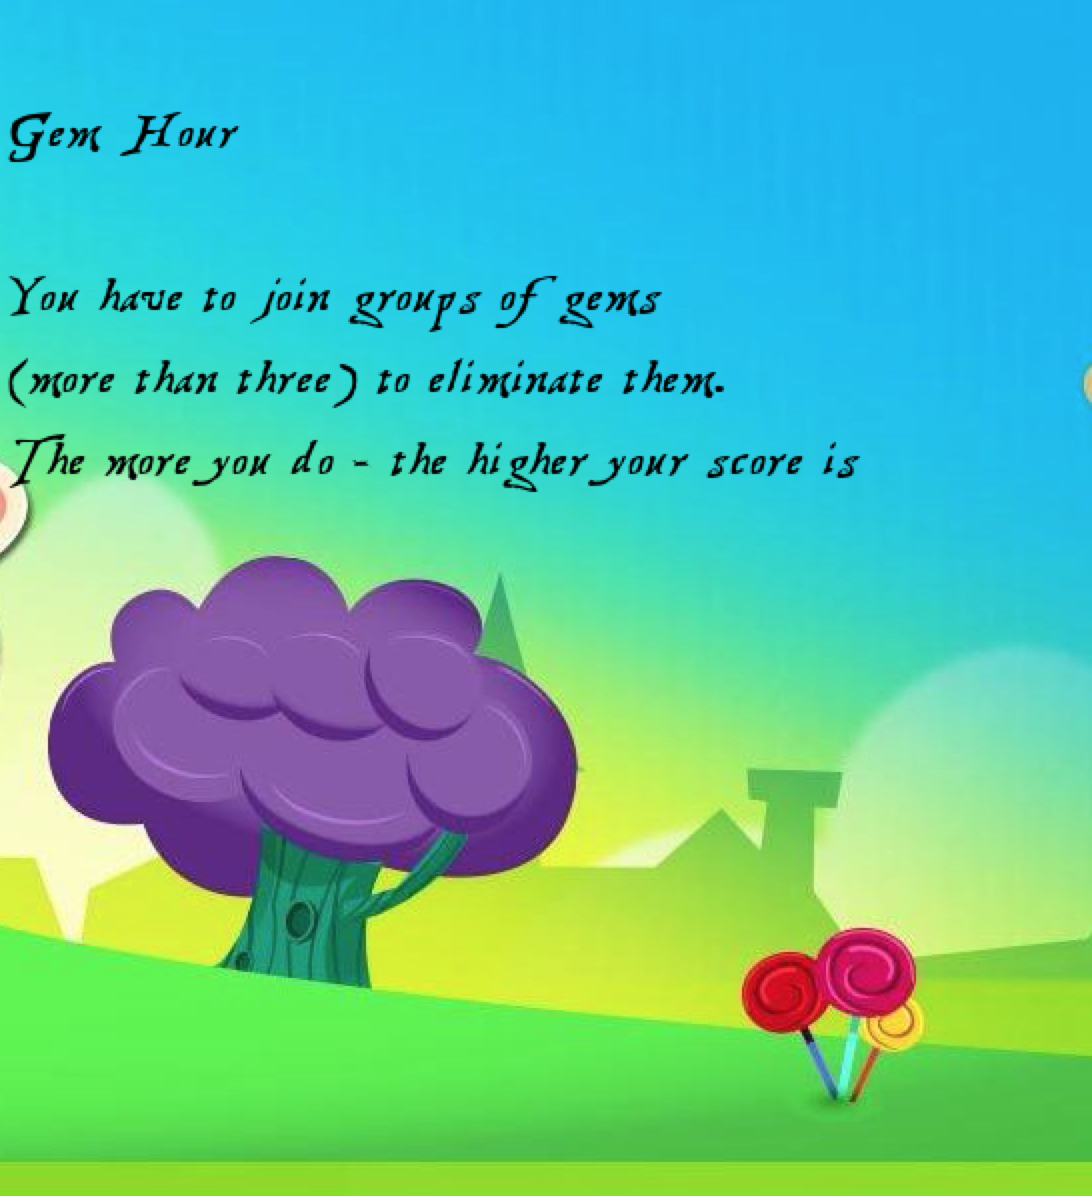 Gem Hour
You have to join groups of gems
(more than three) to eliminate them.
The more you do - the higher your score is